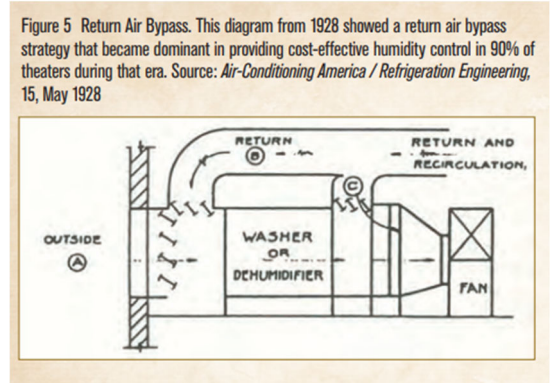 Figure 5 Return Air Bypass. This diagram from 1928 showed a return air bypass
strategy that became dominant in providing cost-effective humidity control in 90% of
theaters during that era. Source: Air-Conditioning America / Refrigeration Engineering,
15, May 1928
RETURN
B
RETURN AND
RECIRCULATION,
C
OUTSIDE
A
WASHER
OR
DEHUMIDIFIER
FAN